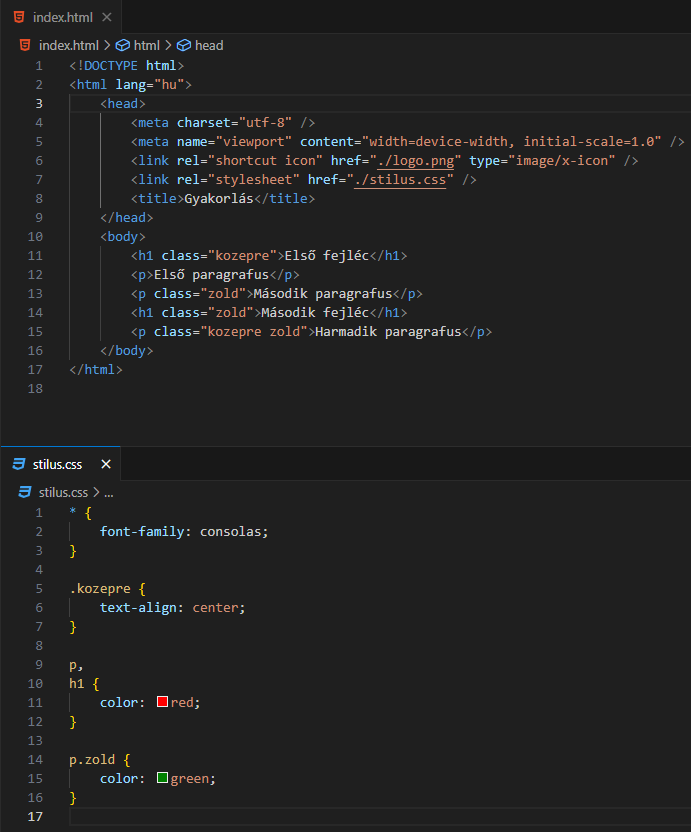 index.html
index.html > html > head
1 <!DOCTYPE html>
2 <html lang="hu">
3     <head>
4         <meta charset="utf-8" />
5         <meta name="viewport" content="width=device-width, initial-scale=1.0" />
6         <link rel="shortcut icon" href="./logo.png" type="image/x-icon" />
7         <link rel="stylesheet" href="./stilus.css" />
8         <title>Gyakorlás</title>
9     </head>
10     <body>
11         <h1 class="kozepre">Első fejléc</h1>
12         <p>Első paragrafus</p>
13         <p class="zold">Második paragrafus</p>
14         <h1 class="zold">Második fejléc</h1>
15         <p class="kozepre zold">Harmadik paragrafus</p>
16     </body>
17 </html>
18
stilus.css
stilus.css > ...
1 * {
2     font-family: consolas;
3 }
4
5 .kozepre {
6     text-align: center;
7 }
8
9 p,
10 h1 {
11     color: red;
12 }
13
14 p.zold {
15     color: green;
16 }
17